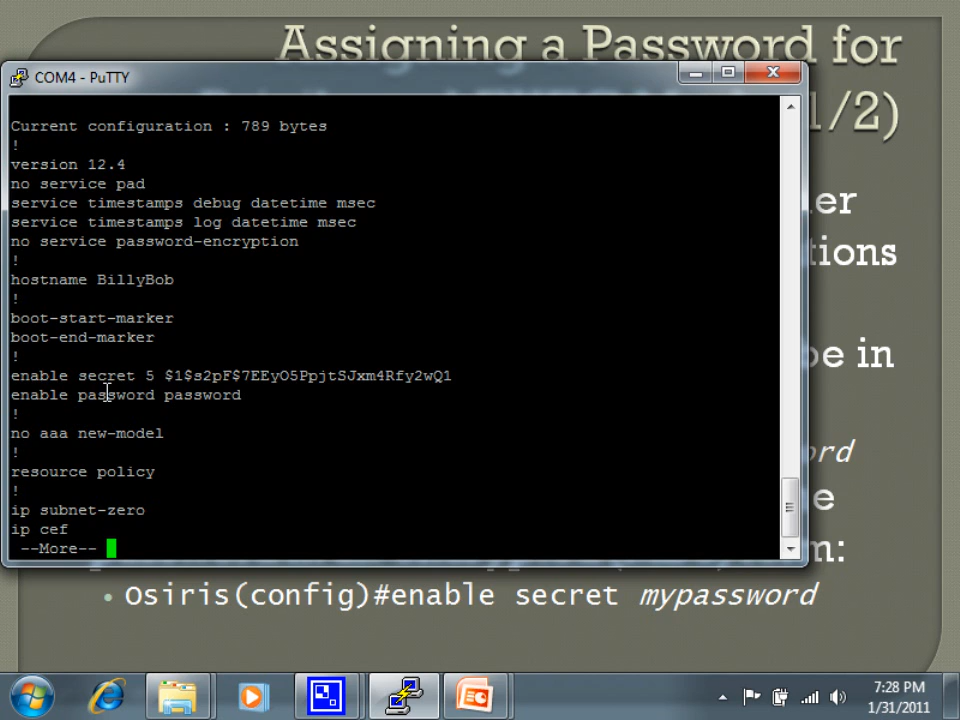 Assigning a Password for
COM4 - PuTTY
1/2)
Current configuration : 789 bytes
!
version 12.4
no service pad
service timestamps debug datetime msec
service timestamps log datetime msec
no service password-encryption
!
hostname BillyBob
!
boot-start-marker
boot-end-marker
!
enable secret 5 $1$s2pF$7EEyO5PpjtSJxm4Rfy2wQ1
enable password password
!
no aaa new-model
!
resource policy
!
ip subnet-zero
ip cef
--More--
er
tions
be in
ord
e
m:
• Osiris(config)#enable secret mypassword
7:28 PM
1/31/2011